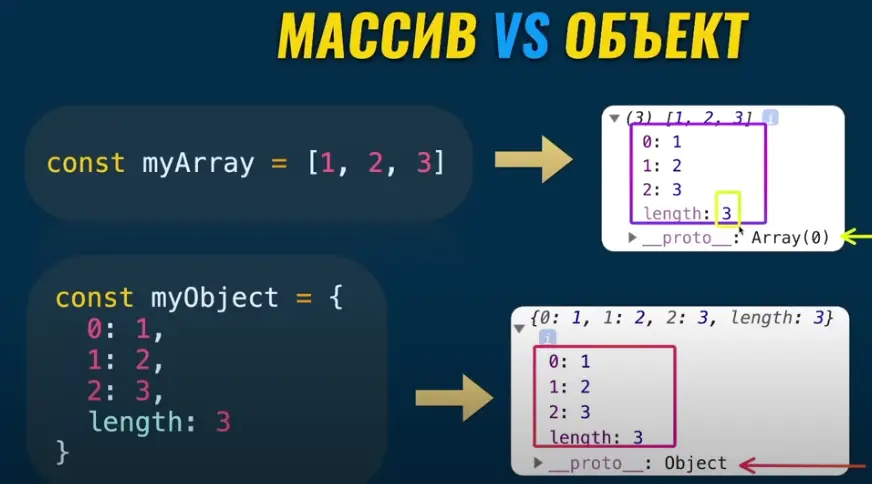 МАССИВ VS ОБЪЕКТ
const myArray = [1, 2, 3]
(3) [1, 2, 3] i
0: 1
1: 2
2: 3
length: 3
__proto__: Array(0)
const myObject = {
0: 1,
1: 2,
2: 3,
length: 3
}
{0: 1, 1: 2, 2: 3, length: 3}
i
0: 1
1: 2
2: 3
length: 3
__proto__: Object